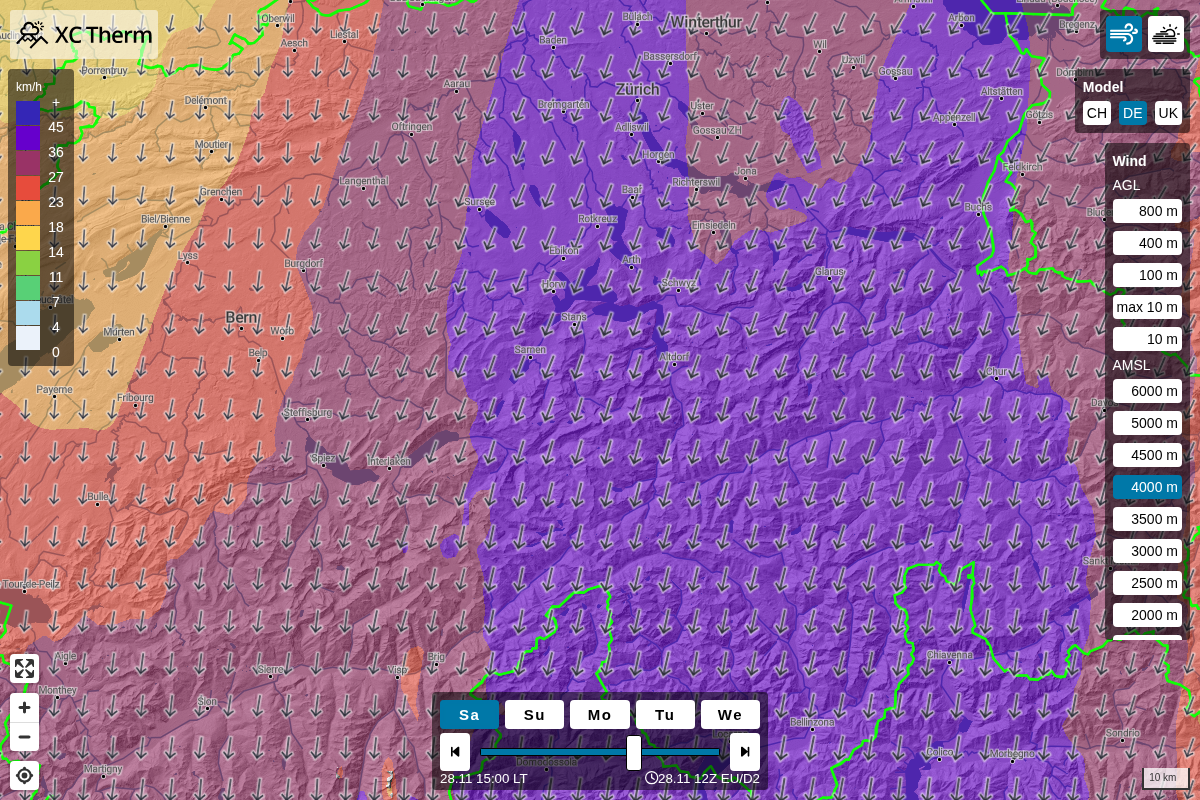 XC Therm
km/h
+
45
36
27
23
18
14
11
7
4
0
Oberwil
Aesch
Liestal
Porrentruy
Delémont
Moutier
Grenchen
Biel/Bienne
Lyss
Murten
Payerne
Fribourg
Bern
Worb
Belp
Burgdorf
Langenthal
Oftringen
Aarau
Baden
Bülach
Winterthur
Bassersdorf
Zürich
Bremgarten
Adliswil
Uster
Gossau ZH
Horgen
Richterswil
Jona
Baar
Sursee
Rotkreuz
Einsiedeln
Ebikon
Arth
Horw
Schwyz
Stans
Sarnen
Altdorf
Glarus
Wil
Uzwil
Gossau
Arbon
Bregenz
Dornbirn
Altstätten
Appenzell
Götzis
Feldkirch
Buchs
Chur
Steffisburg
Spiez
Interlaken
Bulle
Tour-de-Peilz
Aigle
Monthey
Sierre
Sion
Martigny
Visp
Brig
Domodossola
Bellinzona
Chiavenna
Colico
Morbegno
Sondrio
Model
CH
DE
UK
Wind
AGL
800 m
400 m
100 m
max 10 m
10 m
AMSL
6000 m
5000 m
4500 m
4000 m
3500 m
3000 m
2500 m
2000 m
Sa
Su
Mo
Tu
We
28.11 15:00 LT
28.11 12Z EU/D2
10 km